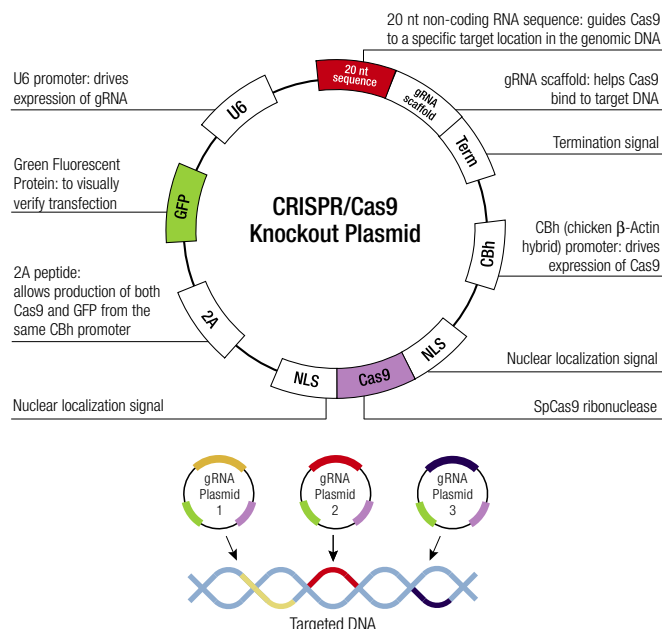 20 nt non-coding RNA sequence: guides Cas9
to a specific target location in the genomic DNA
U6 promoter: drives
expression of gRNA
20 nt
sequence
gRNA
scaffold
gRNA scaffold: helps Cas9
bind to target DNA
U6
Term
Termination signal
Green Fluorescent
Protein: to visually
verify transfection
GFP
CRISPR/Cas9
Knockout Plasmid
CBh
CBh (chicken β-Actin
hybrid) promoter: drives
expression of Cas9
2A peptide:
allows production of both
Cas9 and GFP from the
same CBh promoter
2A
NLS
Cas9
NLS
Nuclear localization signal
Nuclear localization signal
SpCas9 ribonuclease
gRNA
Plasmid
1
gRNA
Plasmid
2
gRNA
Plasmid
3
Targeted DNA